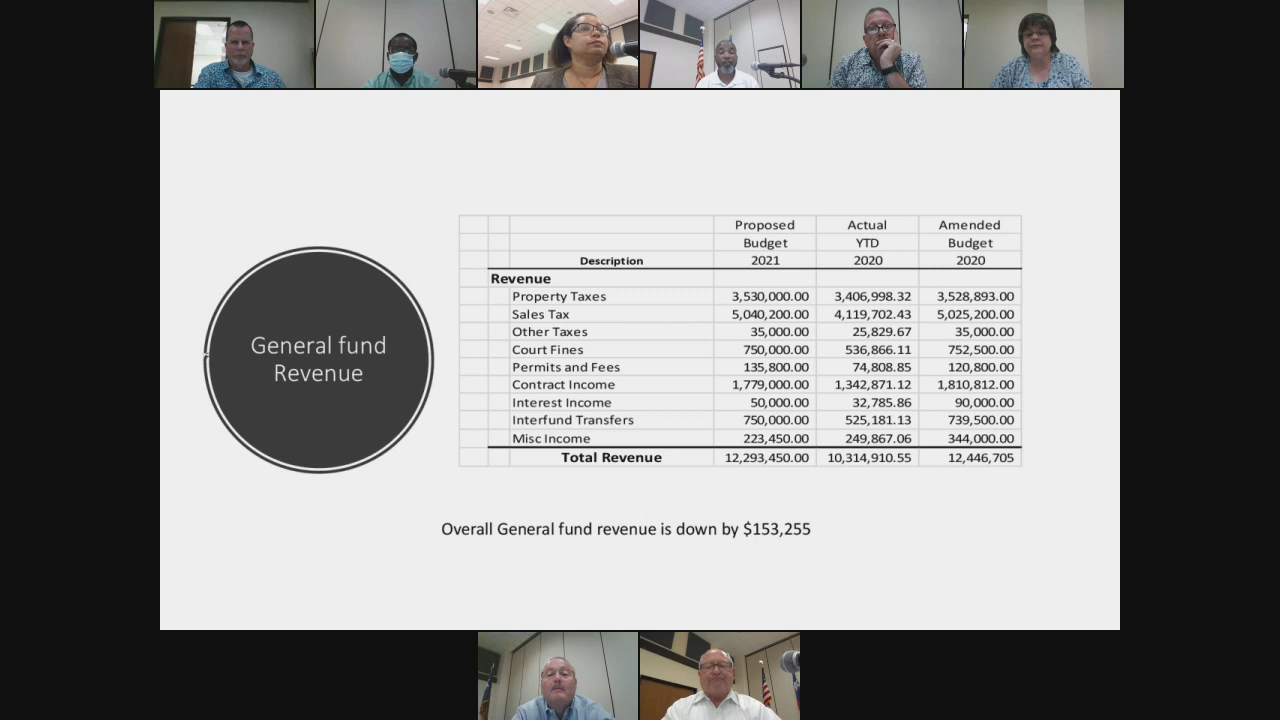 General fund
Revenue
Proposed Actual Amended
Budget YTD Budget
Description 2021 2020 2020
Revenue
Property Taxes 3,530,000.00 3,406,998.32 3,528,893.00
Sales Tax 5,040,200.00 4,119,702.43 5,025,200.00
Other Taxes 35,000.00 25,829.67 35,000.00
Court Fines 750,000.00 536,866.11 752,500.00
Permits and Fees 135,800.00 74,808.85 120,800.00
Contract Income 1,779,000.00 1,342,871.12 1,810,812.00
Interest Income 50,000.00 32,785.86 90,000.00
Interfund Transfers 750,000.00 525,181.13 739,500.00
Misc Income 223,450.00 249,867.06 344,000.00
Total Revenue 12,293,450.00 10,314,910.55 12,446,705
Overall General fund revenue is down by $153,255